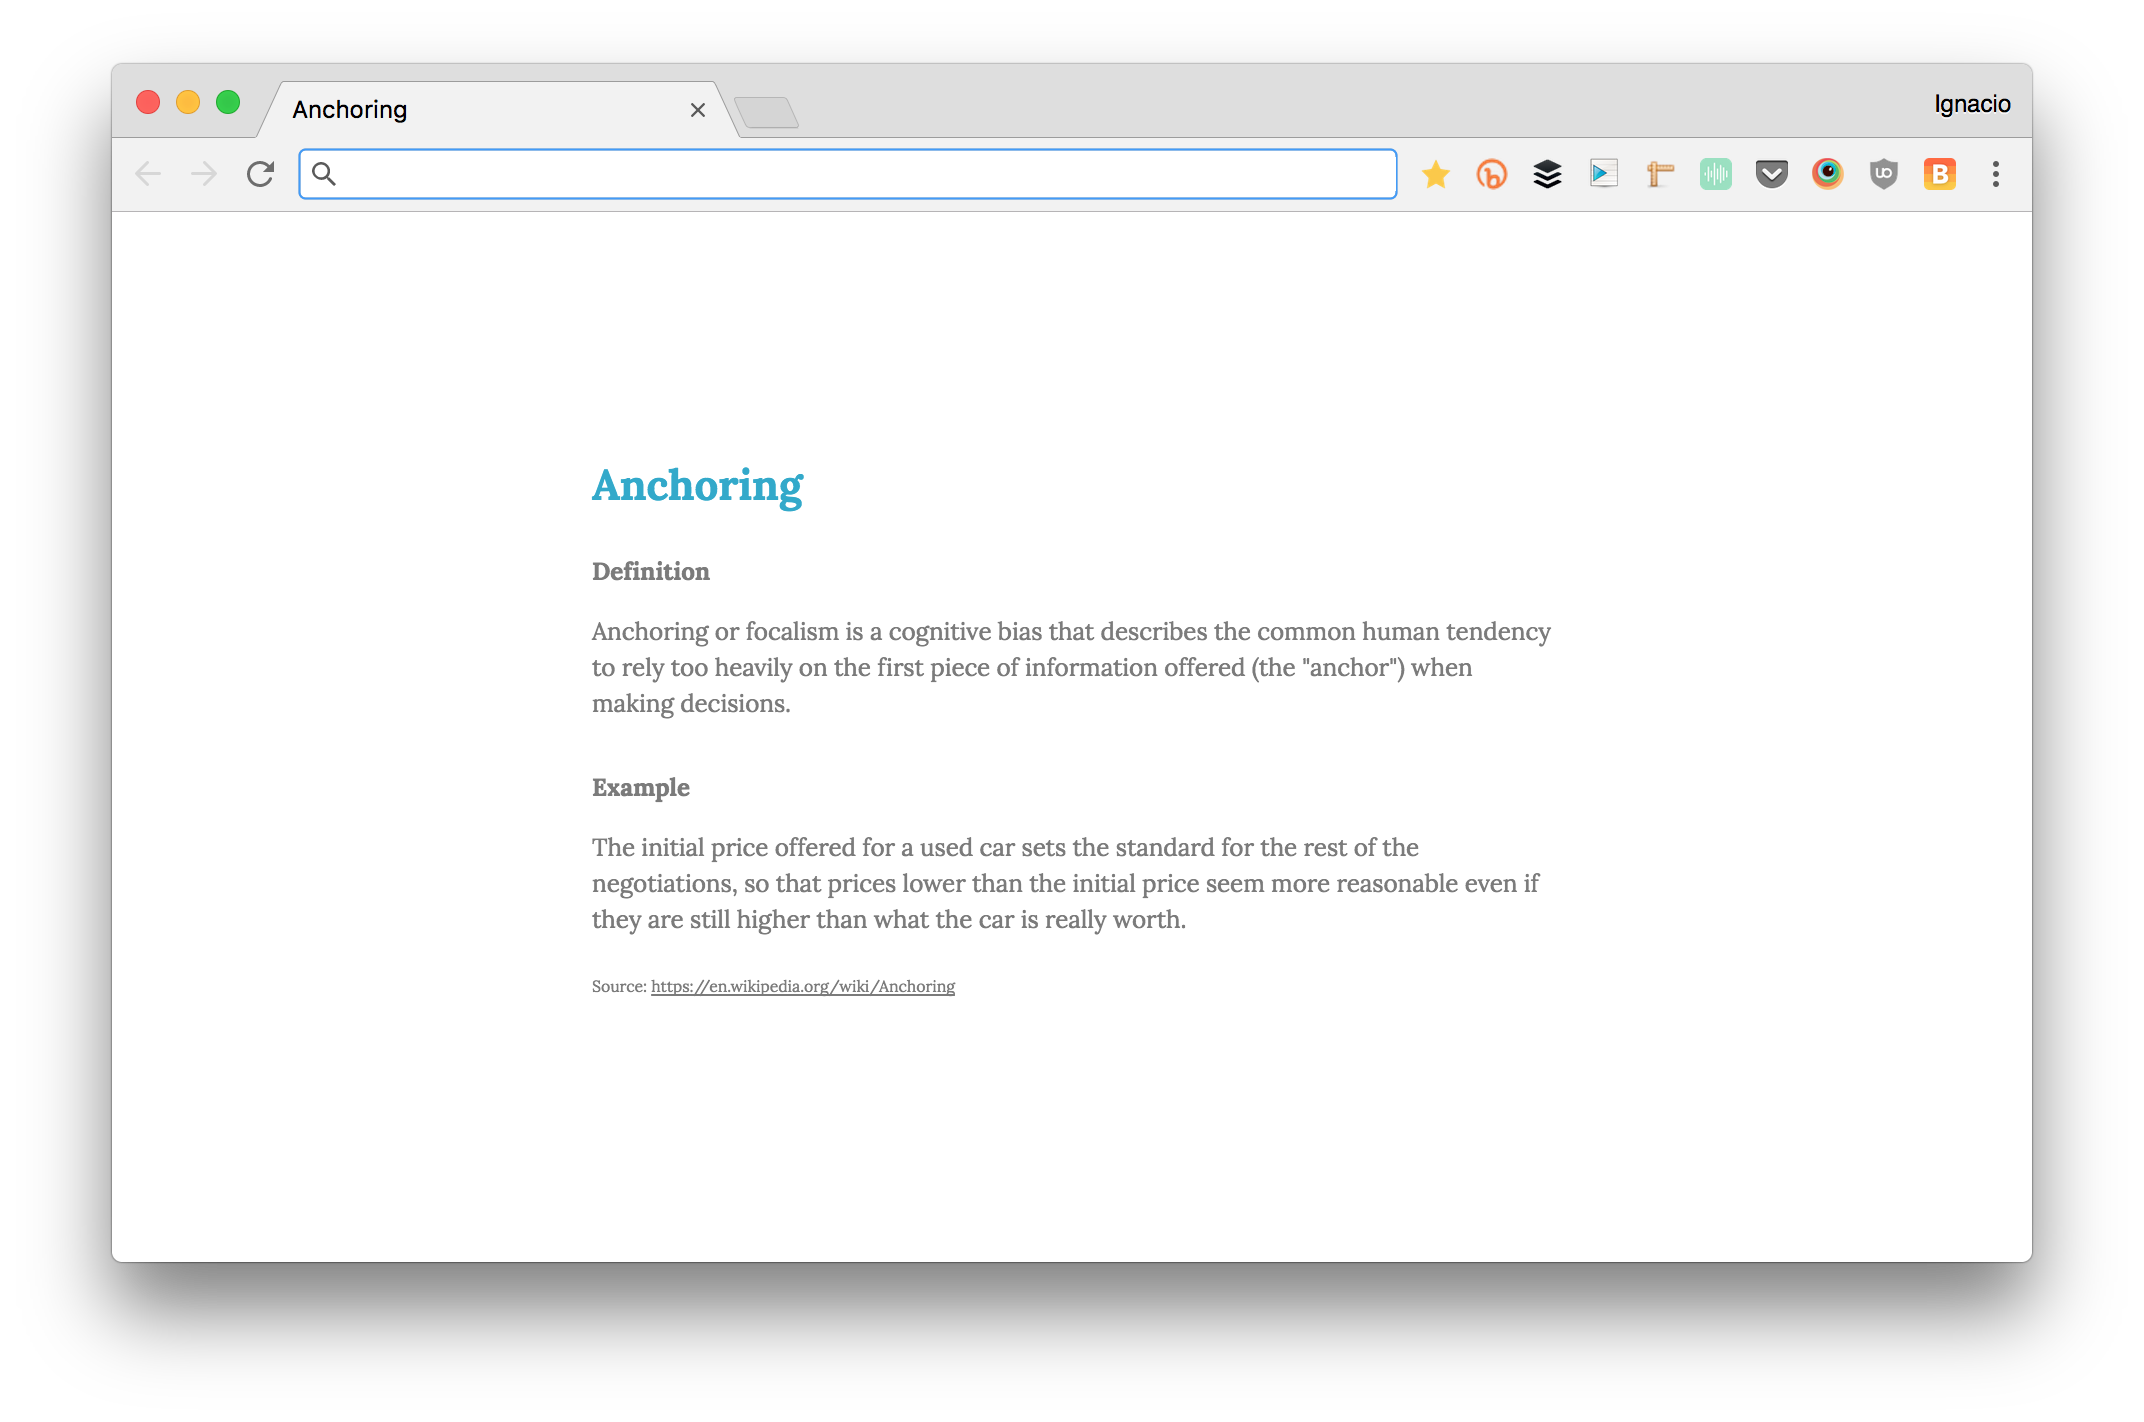 Anchoring
Ignacio
Anchoring
Definition
Anchoring or focalism is a cognitive bias that describes the common human tendency
to rely too heavily on the first piece of information offered (the "anchor") when
making decisions.
Example
The initial price offered for a used car sets the standard for the rest of the
negotiations, so that prices lower than the initial price seem more reasonable even if
they are still higher than what the car is really worth.
Source: https://en.wikipedia.org/wiki/Anchoring